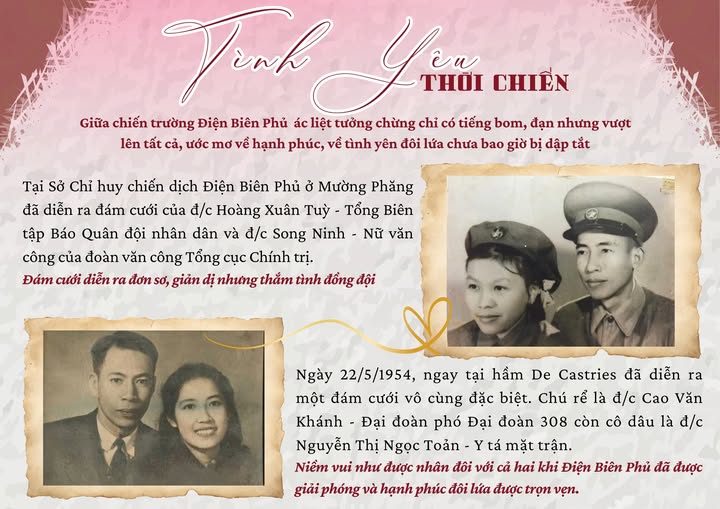 Tình Yêu
THỜI CHIẾN
Giữa chiến trường Điện Biên Phủ ác liệt tưởng chừng chỉ có tiếng bom, đạn nhưng vượt
lên tất cả, ước mơ về hạnh phúc, về tình yên đôi lứa chưa bao giờ bị dập tắt
Tại Sở Chỉ huy chiến dịch Điện Biên Phủ ở Mường Phăng
đã diễn ra đám cưới của đ/c Hoàng Xuân Tuỳ - Tổng Biên
tập Báo Quân đội nhân dân và đ/c Song Ninh - Nữ văn
công của đoàn văn công Tổng cục Chính trị.
Đám cưới diễn ra đơn sơ, giản dị nhưng thắm tình đồng đội
Ngày 22/5/1954, ngay tại hầm De Castries đã diễn ra
một đám cưới vô cùng đặc biệt. Chú rể là đ/c Cao Văn
Khánh - Đại đoàn phó Đại đoàn 308 còn cô dâu là đ/c
Nguyễn Thị Ngọc Toản - Y tá mặt trận.
Niềm vui như được nhân đôi với cả hai khi Điện Biên Phủ đã được
giải phóng và hạnh phúc đôi lứa được trọn vẹn.